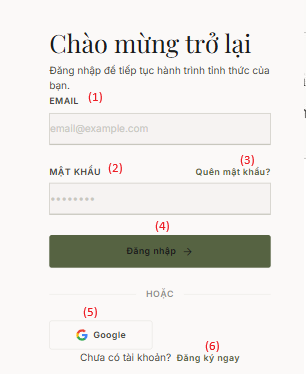 Chào mừng trở lại
Đăng nhập để tiếp tục hành trình tỉnh thức của
bạn.
EMAIL (1)
email@example.com
(3)
MẬT KHẨU (2)
Quên mật khẩu?
••••••••
(4)
Đăng nhập →
HOẶC
(5)
Google
(6)
Chưa có tài khoản? Đăng ký ngay